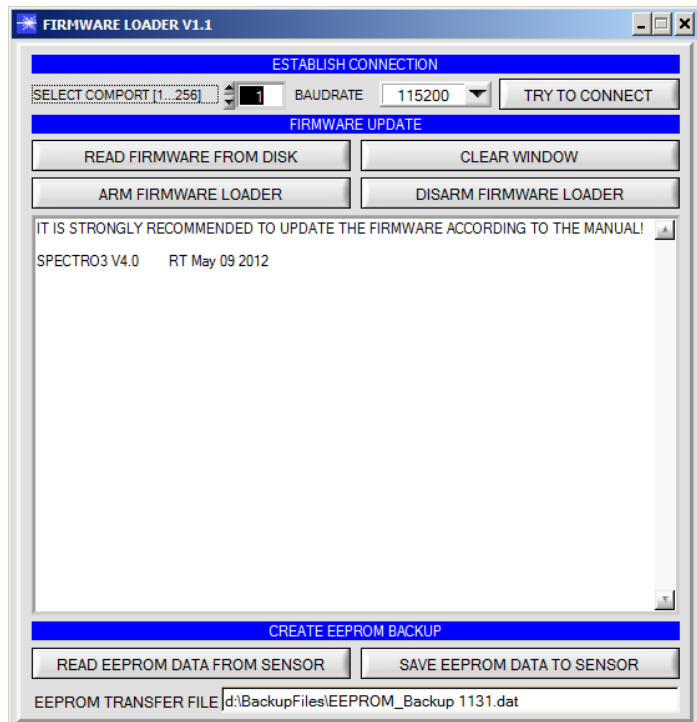 FIRMWARE LOADER V1.1
ESTABLISH CONNECTION
SELECT COMPORT [1...256] 1 BAUDRATE 115200 TRY TO CONNECT
FIRMWARE UPDATE
READ FIRMWARE FROM DISK CLEAR WINDOW
ARM FIRMWARE LOADER DISARM FIRMWARE LOADER
IT IS STRONGLY RECOMMENDED TO UPDATE THE FIRMWARE ACCORDING TO THE MANUAL!
SPECTRO3 V4.0 RT May 09 2012
CREATE EEPROM BACKUP
READ EEPROM DATA FROM SENSOR SAVE EEPROM DATA TO SENSOR
EEPROM TRANSFER FILE d:\BackupFiles\EEPROM_Backup 1131.dat